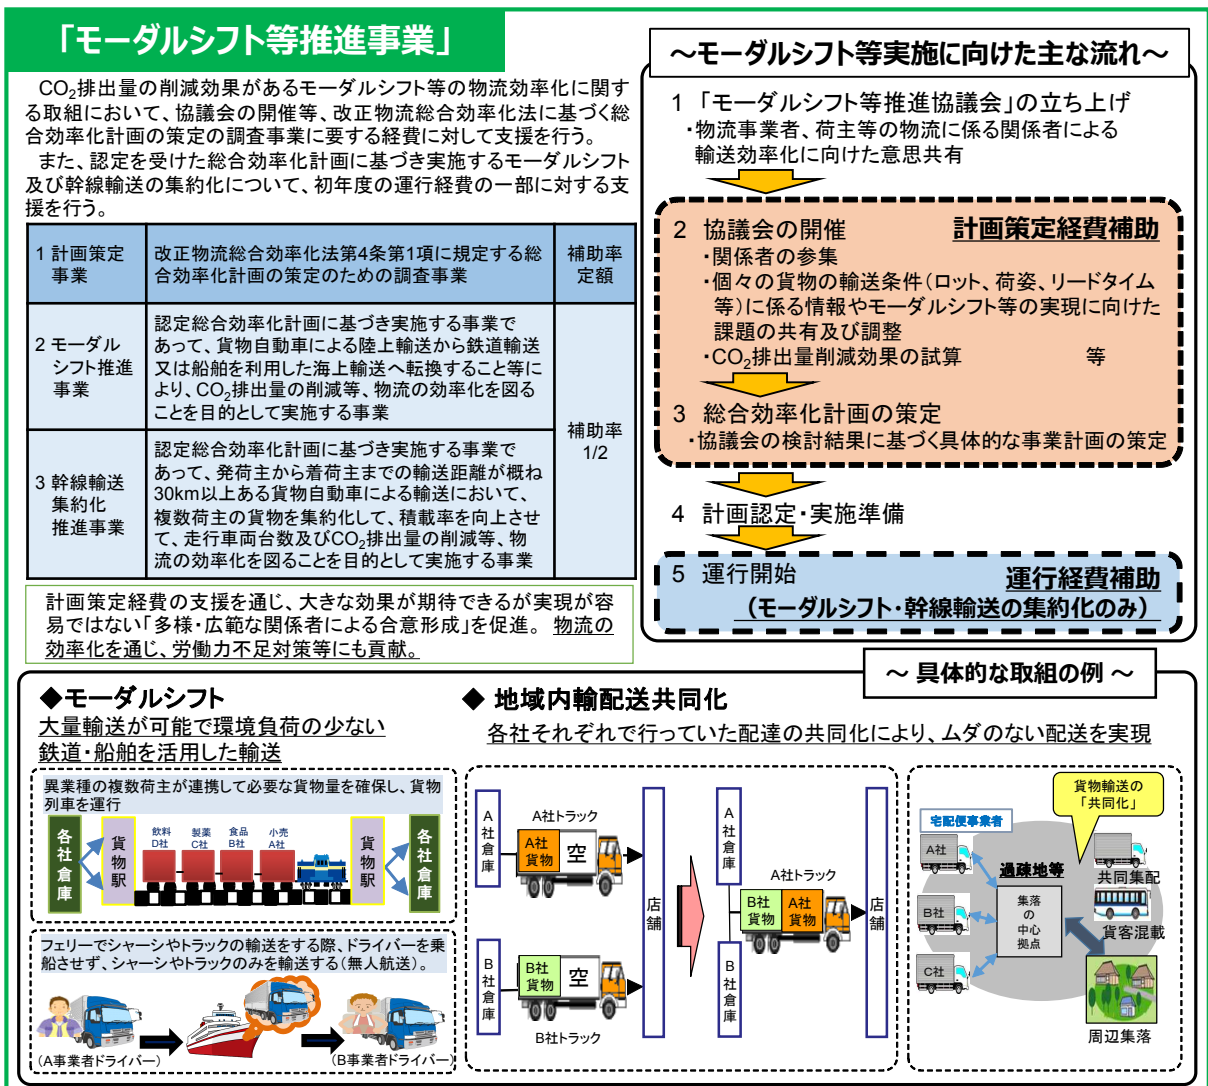 「モーダルシフト等推進事業」
CO₂排出量の削減効果があるモーダルシフト等の物流効率化に関す
る取組において、協議会の開催等、改正物流総合効率化法に基づく総
合効率化計画の策定の調査事業に要する経費に対して支援を行う。
また、認定を受けた総合効率化計画に基づき実施するモーダルシフト
及び幹線輸送の集約化について、初年度の運行経費の一部に対する支
援を行う。
1 計画策定
事業
改正物流総合効率化法第4条第1項に規定する総
合効率化計画の策定のための調査事業
補助率
定額
2 モーダル
シフト推進
事業
認定総合効率化計画に基づき実施する事業で
あって、貨物自動車による陸上輸送から鉄道輸送
又は船舶を利用した海上輸送へ転換すること等に
より、CO₂排出量の削減等、物流の効率化を図る
ことを目的として実施する事業
補助率
1/2
3 幹線輸送
集約化
推進事業
認定総合効率化計画に基づき実施する事業で
あって、発荷主から着荷主までの輸送距離が概ね
30km以上ある貨物自動車による輸送において、
複数荷主の貨物を集約化して、積載率を向上させ
て、走行車両台数及びCO₂排出量の削減等、物
流の効率化を図ることを目的として実施する事業
計画策定経費の支援を通じ、大きな効果が期待できるが実現が容
易ではない「多様・広範な関係者による合意形成」を促進。 物流の
効率化を通じ、労働力不足対策等にも貢献。
～モーダルシフト等実施に向けた主な流れ～
1 「モーダルシフト等推進協議会」の立ち上げ
・物流事業者、荷主等の物流に係る関係者による
輸送効率化に向けた意思共有
2 協議会の開催
計画策定経費補助
・関係者の参集
・個々の貨物の輸送条件（ロット、荷姿、リードタイム
等）に係る情報やモーダルシフト等の実現に向けた
課題の共有及び調整
・CO₂排出量削減効果の試算 等
3 総合効率化計画の策定
・協議会の検討結果に基づく具体的な事業計画の策定
4 計画認定・実施準備
5 運行開始
運行経費補助
（モーダルシフト・幹線輸送の集約化のみ）
～ 具体的な取組の例 ～
◆モーダルシフト
大量輸送が可能で環境負荷の少ない
鉄道・船舶を活用した輸送
異業種の複数荷主が連携して必要な貨物量を確保し、貨物
列車を運行
各社倉庫
貨物駅
飲料
D社
製薬
C社
食品
B社
小売
A社
貨物駅
各社倉庫
フェリーでシャーシやトラックの輸送をする際、ドライバーを乗
船させず、シャーシやトラックのみを輸送する（無人航送）。
（A事業者ドライバー）
（B事業者ドライバー）
◆ 地域内輸配送共同化
各社それぞれで行っていた配達の共同化により、ムダのない配送を実現
A社倉庫
A社トラック
A社
貨物
空
B社倉庫
B社
貨物
空
B社トラック
店舗
A社倉庫
A社トラック
B社
貨物
A社
貨物
B社倉庫
店舗
貨物輸送の
「共同化」
宅配便事業者
A社
B社
C社
過疎地等
集落
の
中心
拠点
共同集配
貨客混載
周辺集落